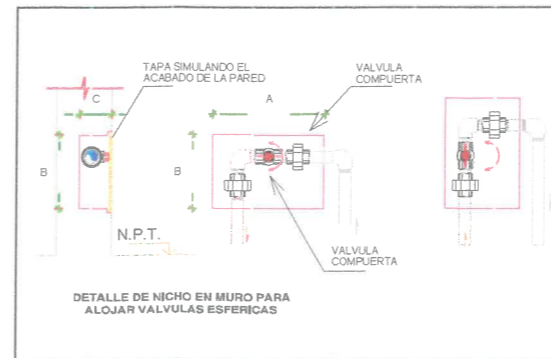 TAPA SIMULANDO EL
ACABADO DE LA PARED
VALVULA
COMPUERTA
C
A
B
B
N.P.T.
VALVULA
COMPUERTA
DETALLE DE NICHO EN MURO PARA
ALOJAR VALVULAS ESFERICAS